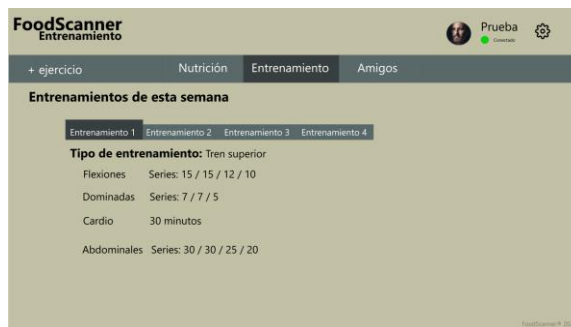 FoodScanner
Entrenamiento
Prueba
Conectado
+ ejercicio
Nutrición
Entrenamiento
Amigos
Entrenamientos de esta semana
Entrenamiento 1
Entrenamiento 2
Entrenamiento 3
Entrenamiento 4
Tipo de entrenamiento: Tren superior
Flexiones Series: 15 / 15 / 12 / 10
Dominadas Series: 7 / 7 / 5
Cardio 30 minutos
Abdominales Series: 30 / 30 / 25 / 20